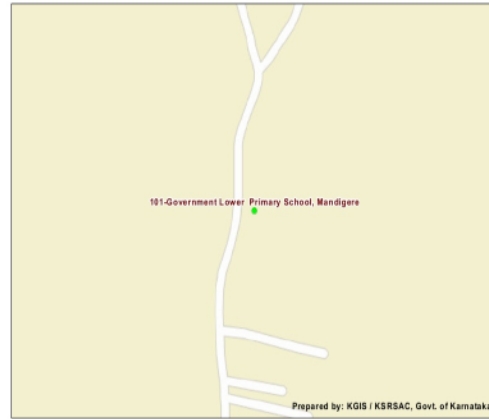 101-Government Lower Primary School, Mandigere
Prepared by: KGIS / KSRSAC, Govt. of Karnataka